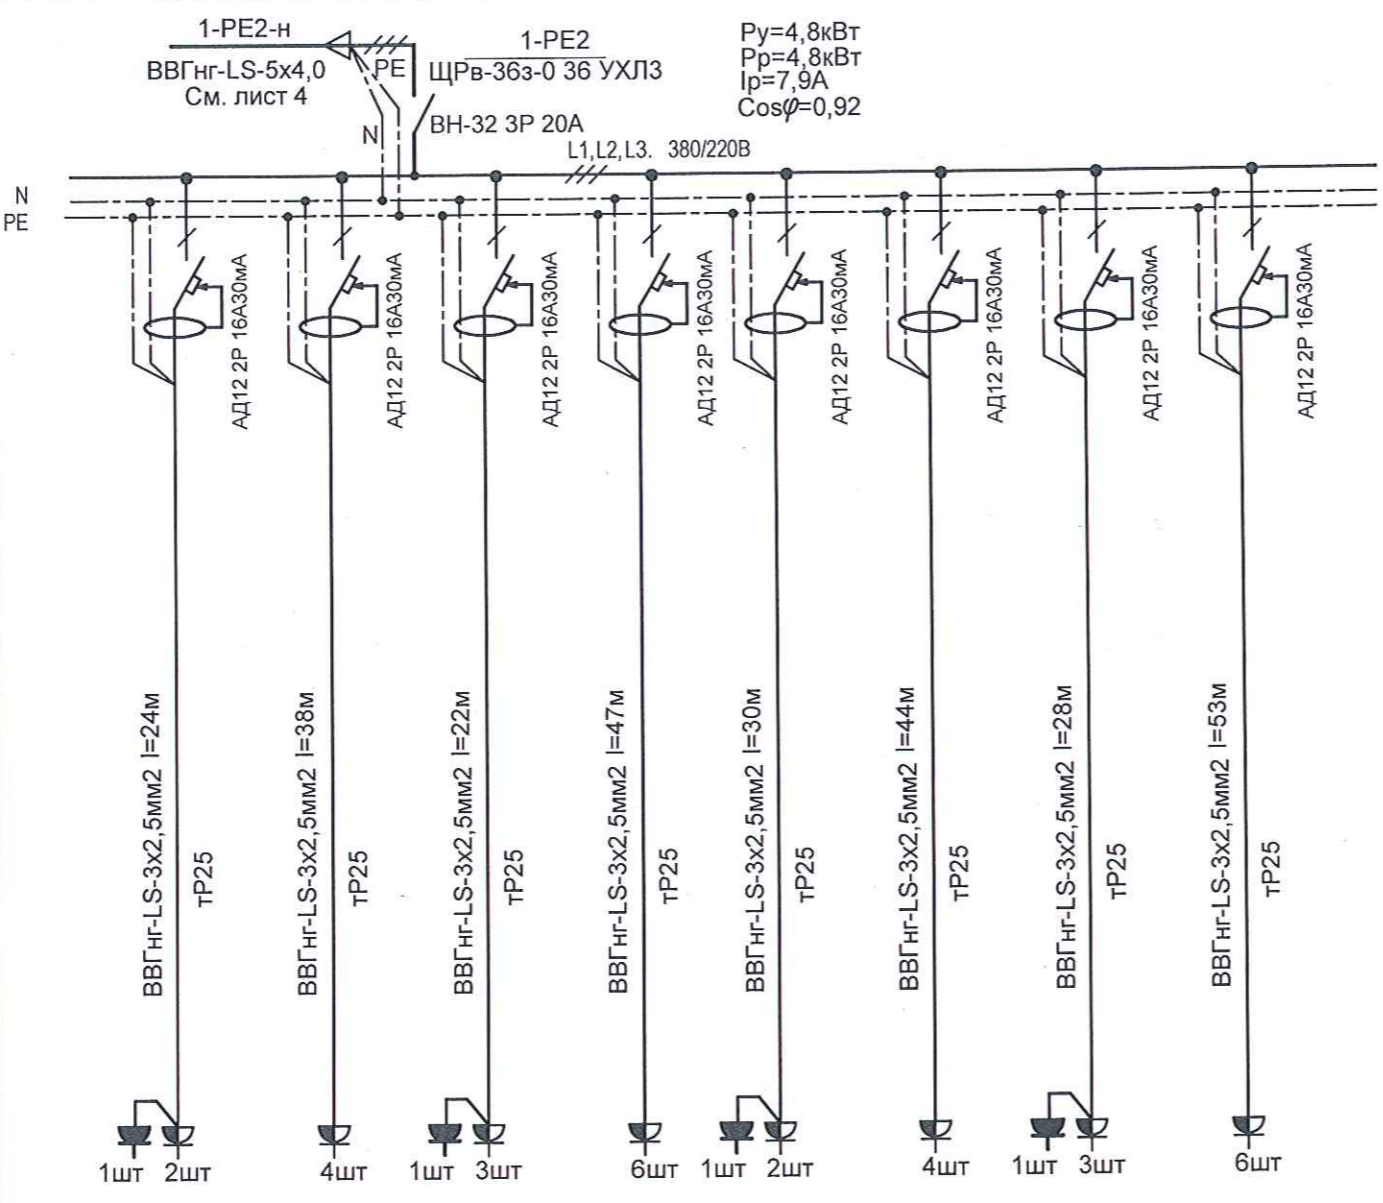 1-PE2-н
ВВГнг-LS-5х4,0
См. лист 4
PE
N
1-PE2
ЩРв-36з-0 36 УХЛ3
ВН-32 3Р 20А
Ру=4,8кВт
Рр=4,8кВт
Iр=7,9А
Cosφ=0,92
L1,L2,L3. 380/220В
N
PE
АД12 2Р 16А30мА
АД12 2Р 16А30мА
АД12 2Р 16А30мА
АД12 2Р 16А30мА
АД12 2Р 16А30мА
АД12 2Р 16А30мА
АД12 2Р 16А30мА
АД12 2Р 16А30мА
ВВГнг-LS-3х2,5мм2 l=24м
тР25
ВВГнг-LS-3х2,5мм2 l=38м
тР25
ВВГнг-LS-3х2,5мм2 l=22м
тР25
ВВГнг-LS-3х2,5мм2 l=47м
тР25
ВВГнг-LS-3х2,5мм2 l=30м
тР25
ВВГнг-LS-3х2,5мм2 l=44м
тР25
ВВГнг-LS-3х2,5мм2 l=28м
тР25
ВВГнг-LS-3х2,5мм2 l=53м
тР25
1шт 2шт
4шт
1шт 3шт
6шт
1шт 2шт
4шт
1шт 3шт
6шт